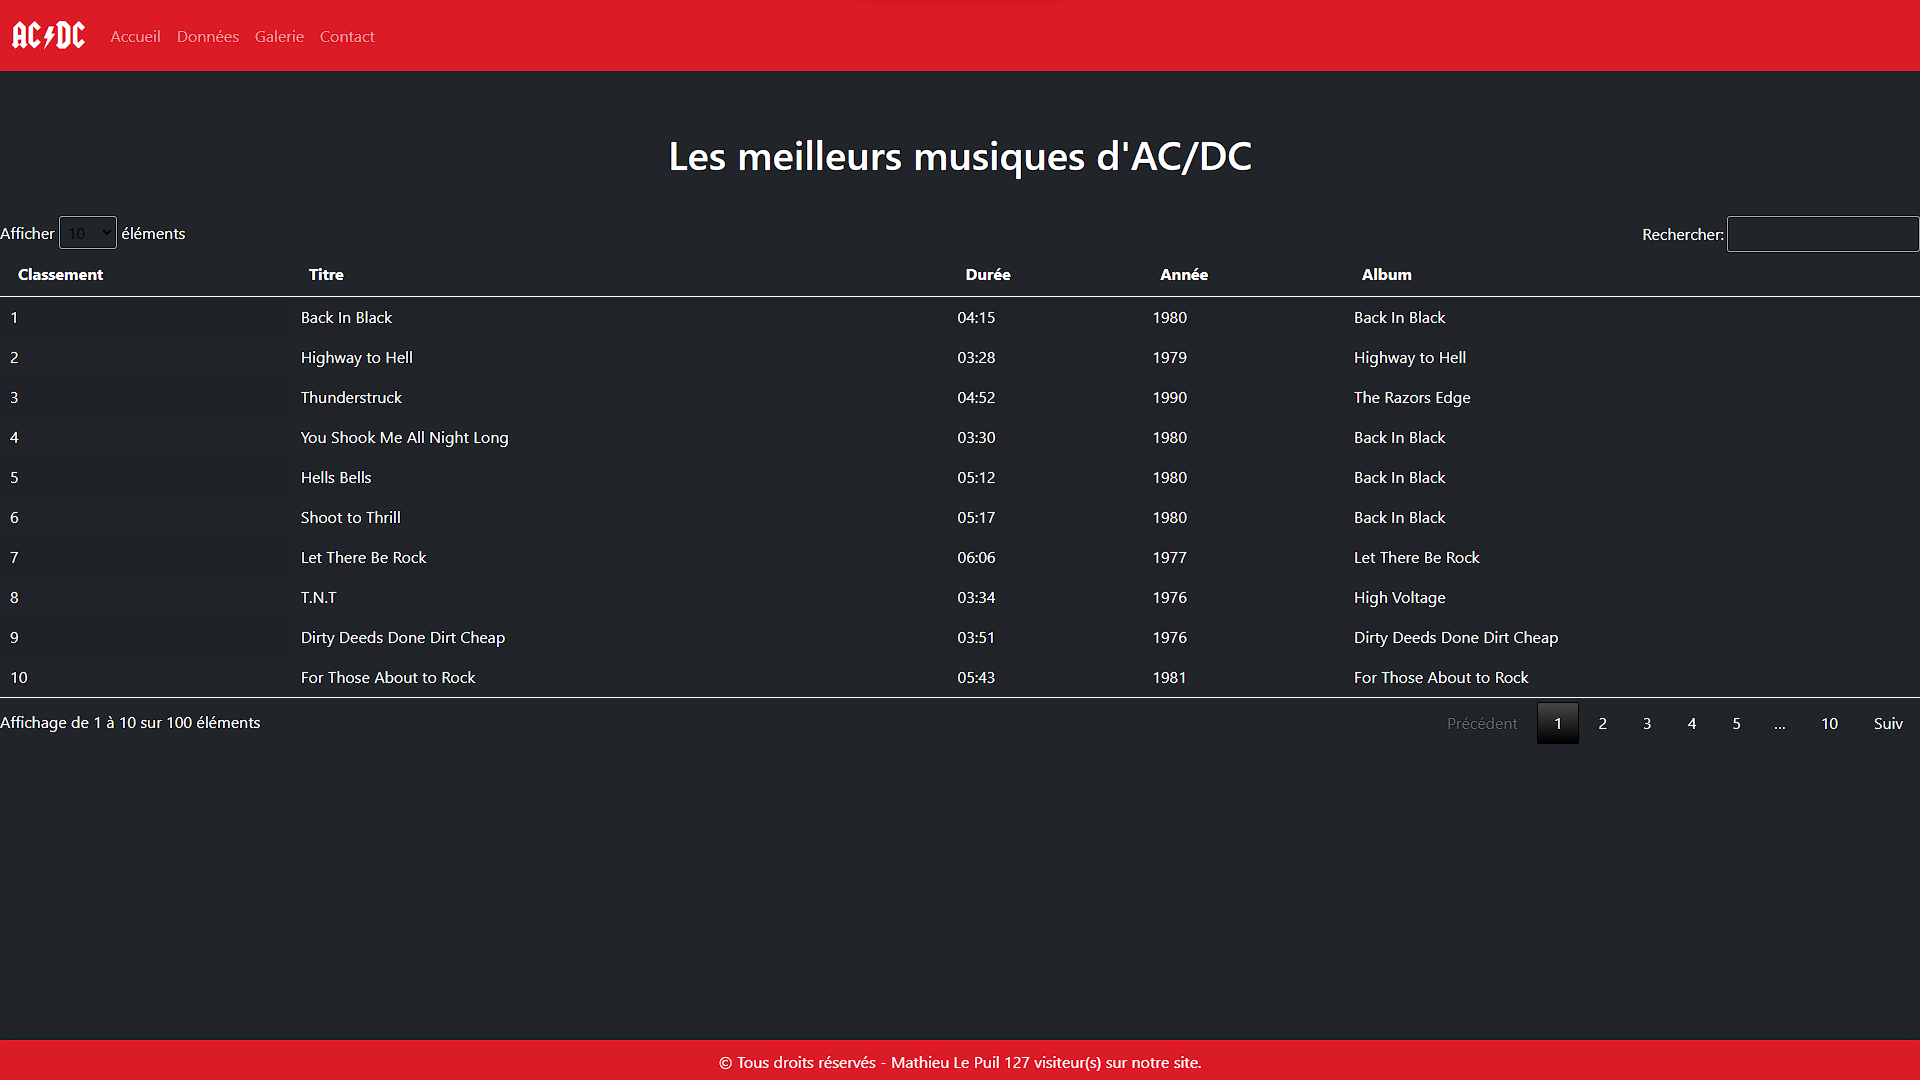 AC/DC Accueil Données Galerie Contact
Les meilleurs musiques d'AC/DC
Afficher 10 éléments Rechercher:
Classement Titre Durée Année Album
1 Back In Black 04:15 1980 Back In Black
2 Highway to Hell 03:28 1979 Highway to Hell
3 Thunderstruck 04:52 1990 The Razors Edge
4 You Shook Me All Night Long 03:30 1980 Back In Black
5 Hells Bells 05:12 1980 Back In Black
6 Shoot to Thrill 05:17 1980 Back In Black
7 Let There Be Rock 06:06 1977 Let There Be Rock
8 T.N.T 03:34 1976 High Voltage
9 Dirty Deeds Done Dirt Cheap 03:51 1976 Dirty Deeds Done Dirt Cheap
10 For Those About to Rock 05:43 1981 For Those About to Rock
Affichage de 1 à 10 sur 100 éléments Précédent 1 2 3 4 5 ... 10 Suiv
© Tous droits réservés - Mathieu Le Puil 127 visiteur(s) sur notre site.